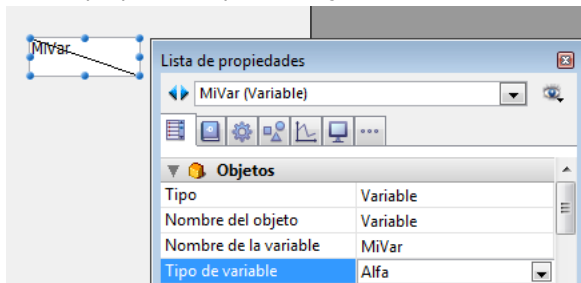 MiVar
Lista de propiedades
MiVar (Variable)
Objetos
Tipo Variable
Nombre del objeto Variable
Nombre de la variable MiVar
Tipo de variable Alfa